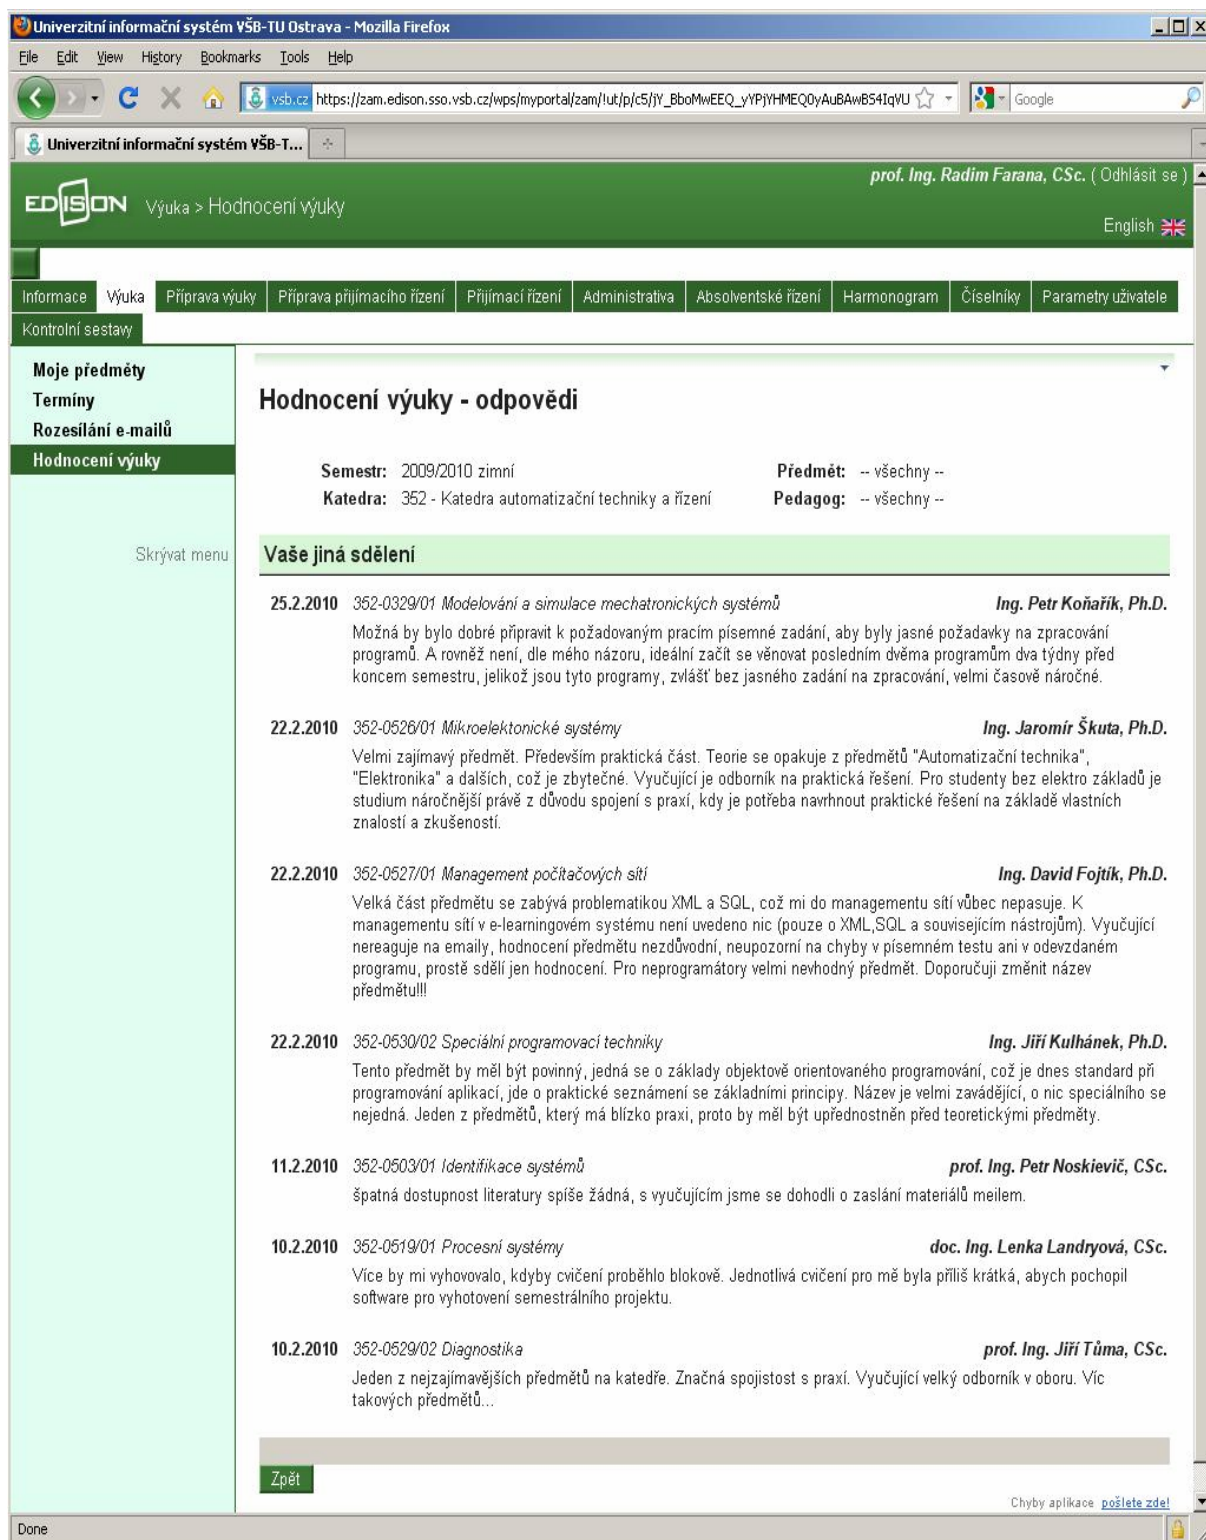 Univerzitní informační systém VŠB-TU Ostrava - Mozilla Firefox
File Edit View History Bookmarks Tools Help
vsb.cz https://zam.edison.sso.vsb.cz/wps/myportal/zam/!ut/p/c5/ Google
Univerzitní informační systém VŠB-T...
prof. Ing. Radim Farana, CSc. ( Odhlásit se )
EDISON Výuka > Hodnocení výuky
English
Informace Výuka Příprava výuky Příprava přijímacího řízení Přijímací řízení Administrativa Absolventské řízení Harmonogram Číselníky Parametry uživatele
Kontrolní sestavy
Moje předměty
Termíny
Rozesílání e-mailů
Hodnocení výuky
Skrývat menu
Hodnocení výuky - odpovědi
Semestr: 2009/2010 zimní Předmět: -- všechny --
Katedra: 352 - Katedra automatizační techniky a řízení Pedagog: -- všechny --
Vaše jiná sdělení
25.2.2010 352-0329/01 Modelování a simulace mechatronických systémů Ing. Petr Koňařík, Ph.D.
Možná by bylo dobré připravit k požadovaným pracím písemné zadání, aby byly jasné požadavky na zpracování
programů. A rovněž není, dle mého názoru, ideální začít se věnovat posledním dvěma programům dva týdny před
koncem semestru, jelikož jsou tyto programy, zvlášť bez jasného zadání na zpracování, velmi časově náročné.
22.2.2010 352-0526/01 Mikroelektonické systémy Ing. Jaromír Škuta, Ph.D.
Velmi zajímavý předmět. Především praktická část. Teorie se opakuje z předmětů "Automatizační technika",
"Elektronika" a dalších, což je zbytečné. Vyučující je odborník na praktická řešení. Pro studenty bez elektro základů je
studium náročnější právě z důvodu spojení s praxí, kdy je potřeba navrhnout praktické řešení na základě vlastních
znalostí a zkušeností.
22.2.2010 352-0527/01 Management počítačových sítí Ing. David Fojtík, Ph.D.
Velká část předmětu se zabývá problematikou XML a SQL, což mi do managementu sítí vůbec nepasuje. K
managementu sítí v e-learningovém systému není uvedeno nic (pouze o XML,SQL a souvisejícím nástrojům). Vyučující
nereaguje na emaily, hodnocení předmětu nezdůvodní, neupozorní na chyby v písemném testu ani v odevzdaném
programu, prostě sdělí jen hodnocení. Pro neprogramátory velmi nevhodný předmět. Doporučuji změnit název
předmětu!!!
22.2.2010 352-0530/02 Speciální programovací techniky Ing. Jiří Kulhánek, Ph.D.
Tento předmět by měl být povinný, jedná se o základy objektově orientovaného programování, což je dnes standard při
programování aplikací, jde o praktické seznámení se základními principy. Název je velmi zavádějící, o nic speciálního se
nejedná. Jeden z předmětů, který má blízko praxi, proto by měl být upřednostněn před teoretickými předměty.
11.2.2010 352-0503/01 Identifikace systémů prof. Ing. Petr Noskievič, CSc.
špatná dostupnost literatury spíše žádná, s vyučujícím jsme se dohodli o zaslání materiálů meilem.
10.2.2010 352-0519/01 Procesní systémy doc. Ing. Lenka Landryová, CSc.
Více by mi vyhovovalo, kdyby cvičení proběhlo blokově. Jednotlivá cvičení pro mě byla příliš krátká, abych pochopil
software pro vyhotovení semestrálního projektu.
10.2.2010 352-0529/02 Diagnostika prof. Ing. Jiří Tůma, CSc.
Jeden z nejzajímavějších předmětů na katedře. Značná spojistost s praxí. Vyučující velký odborník v oboru. Víc
takových předmětů...
Zpět
Chyby aplikace pošlete zde!
Done